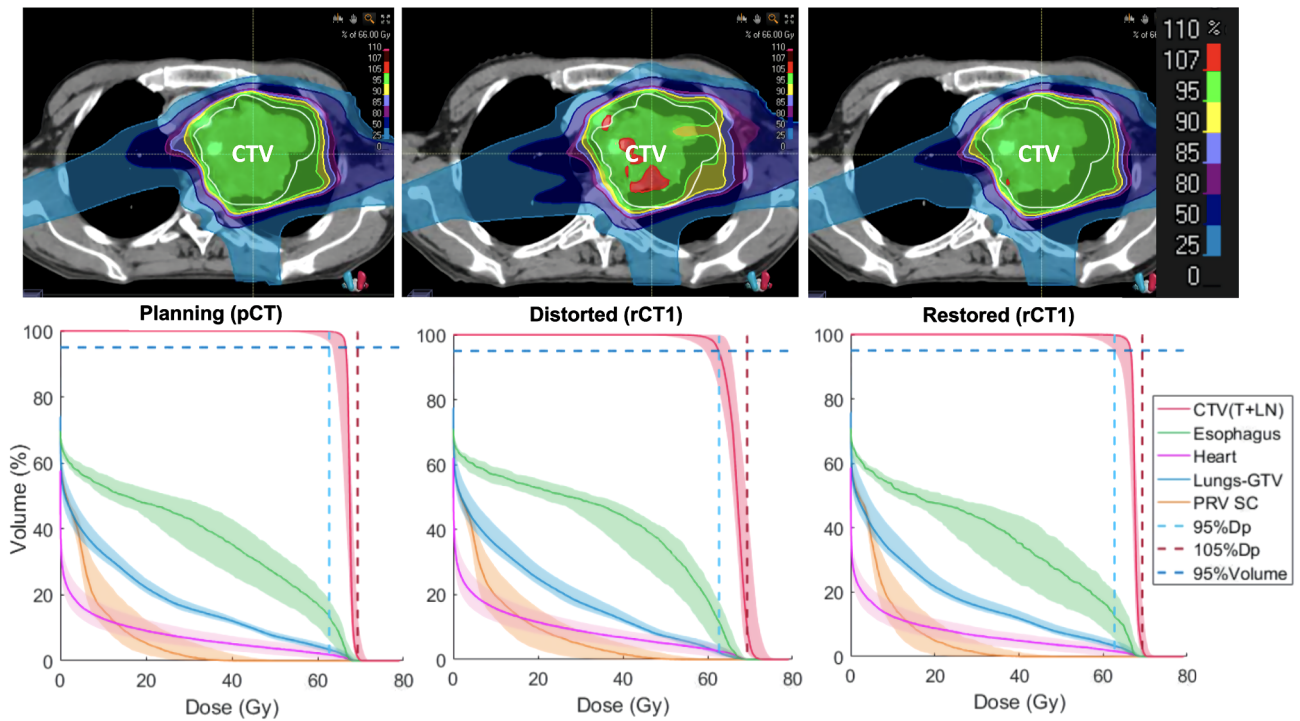 % of 66.00 Gy
110
107
105
95
90
85
80
50
25
0
CTV
% of 66.00 Gy
110
107
105
95
90
85
80
50
25
0
CTV
% of 6
CTV
110 %
107
95
90
85
80
50
25
0
Planning (pCT)
Distorted (rCT1)
Restored (rCT1)
100
80
60
40
20
0
Volume (%)
0 20 40 60 80
Dose (Gy)
100
80
60
40
20
0
0 20 40 60 80
Dose (Gy)
100
80
60
40
20
0
0 20 40 60 80
Dose (Gy)
CTV(T+LN)
Esophagus
Heart
Lungs-GTV
PRV SC
95%Dp
105%Dp
95%Volume